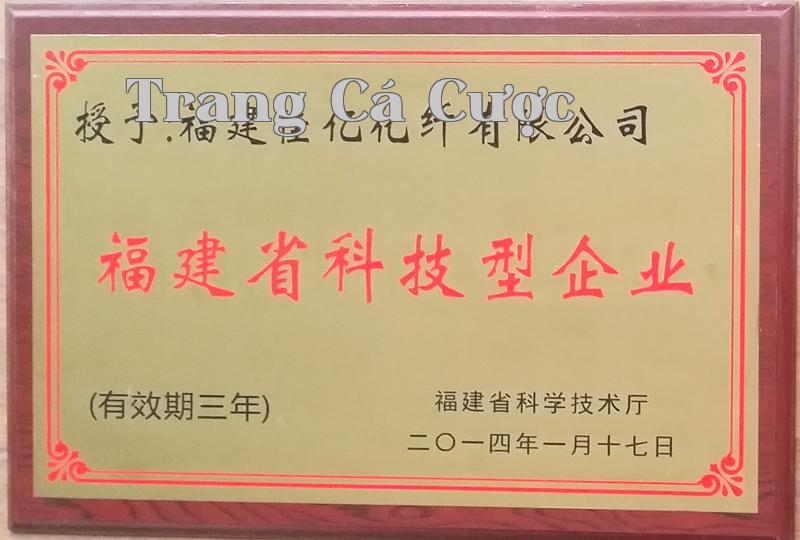 Trang Cá Cược
授予:福建佳亿化纤有限公司
福建省科技型企业
(有效期三年)
福建省科学技术厅
二〇一四年一月十七日